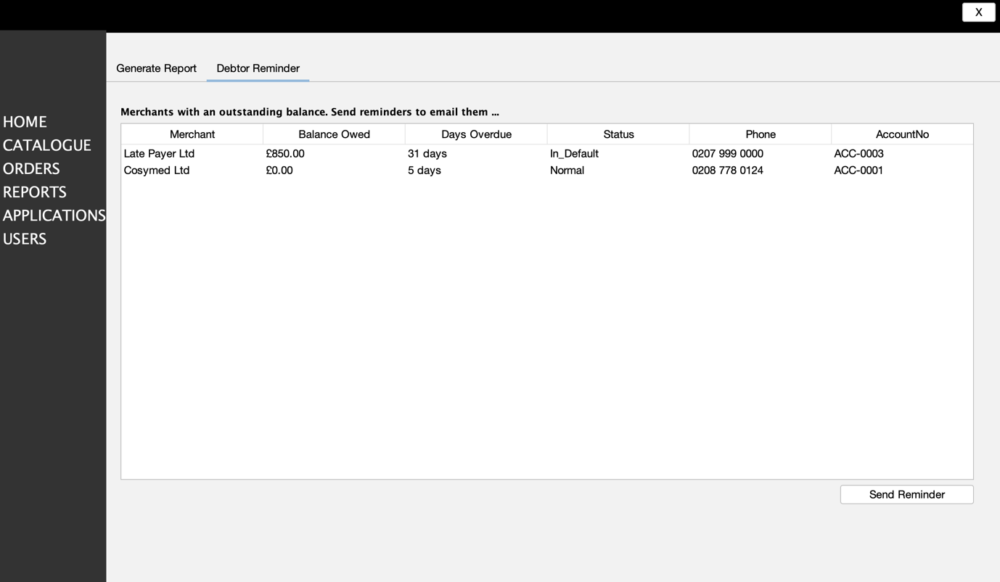 X
Generate Report Debtor Reminder
HOME
CATALOGUE
ORDERS
REPORTS
APPLICATIONS
USERS
Merchants with an outstanding balance. Send reminders to email them ...
Merchant Balance Owed Days Overdue Status Phone AccountNo
Late Payer Ltd £850.00 31 days In_Default 0207 999 0000 ACC-0003
Cosymed Ltd £0.00 5 days Normal 0208 778 0124 ACC-0001
Send Reminder